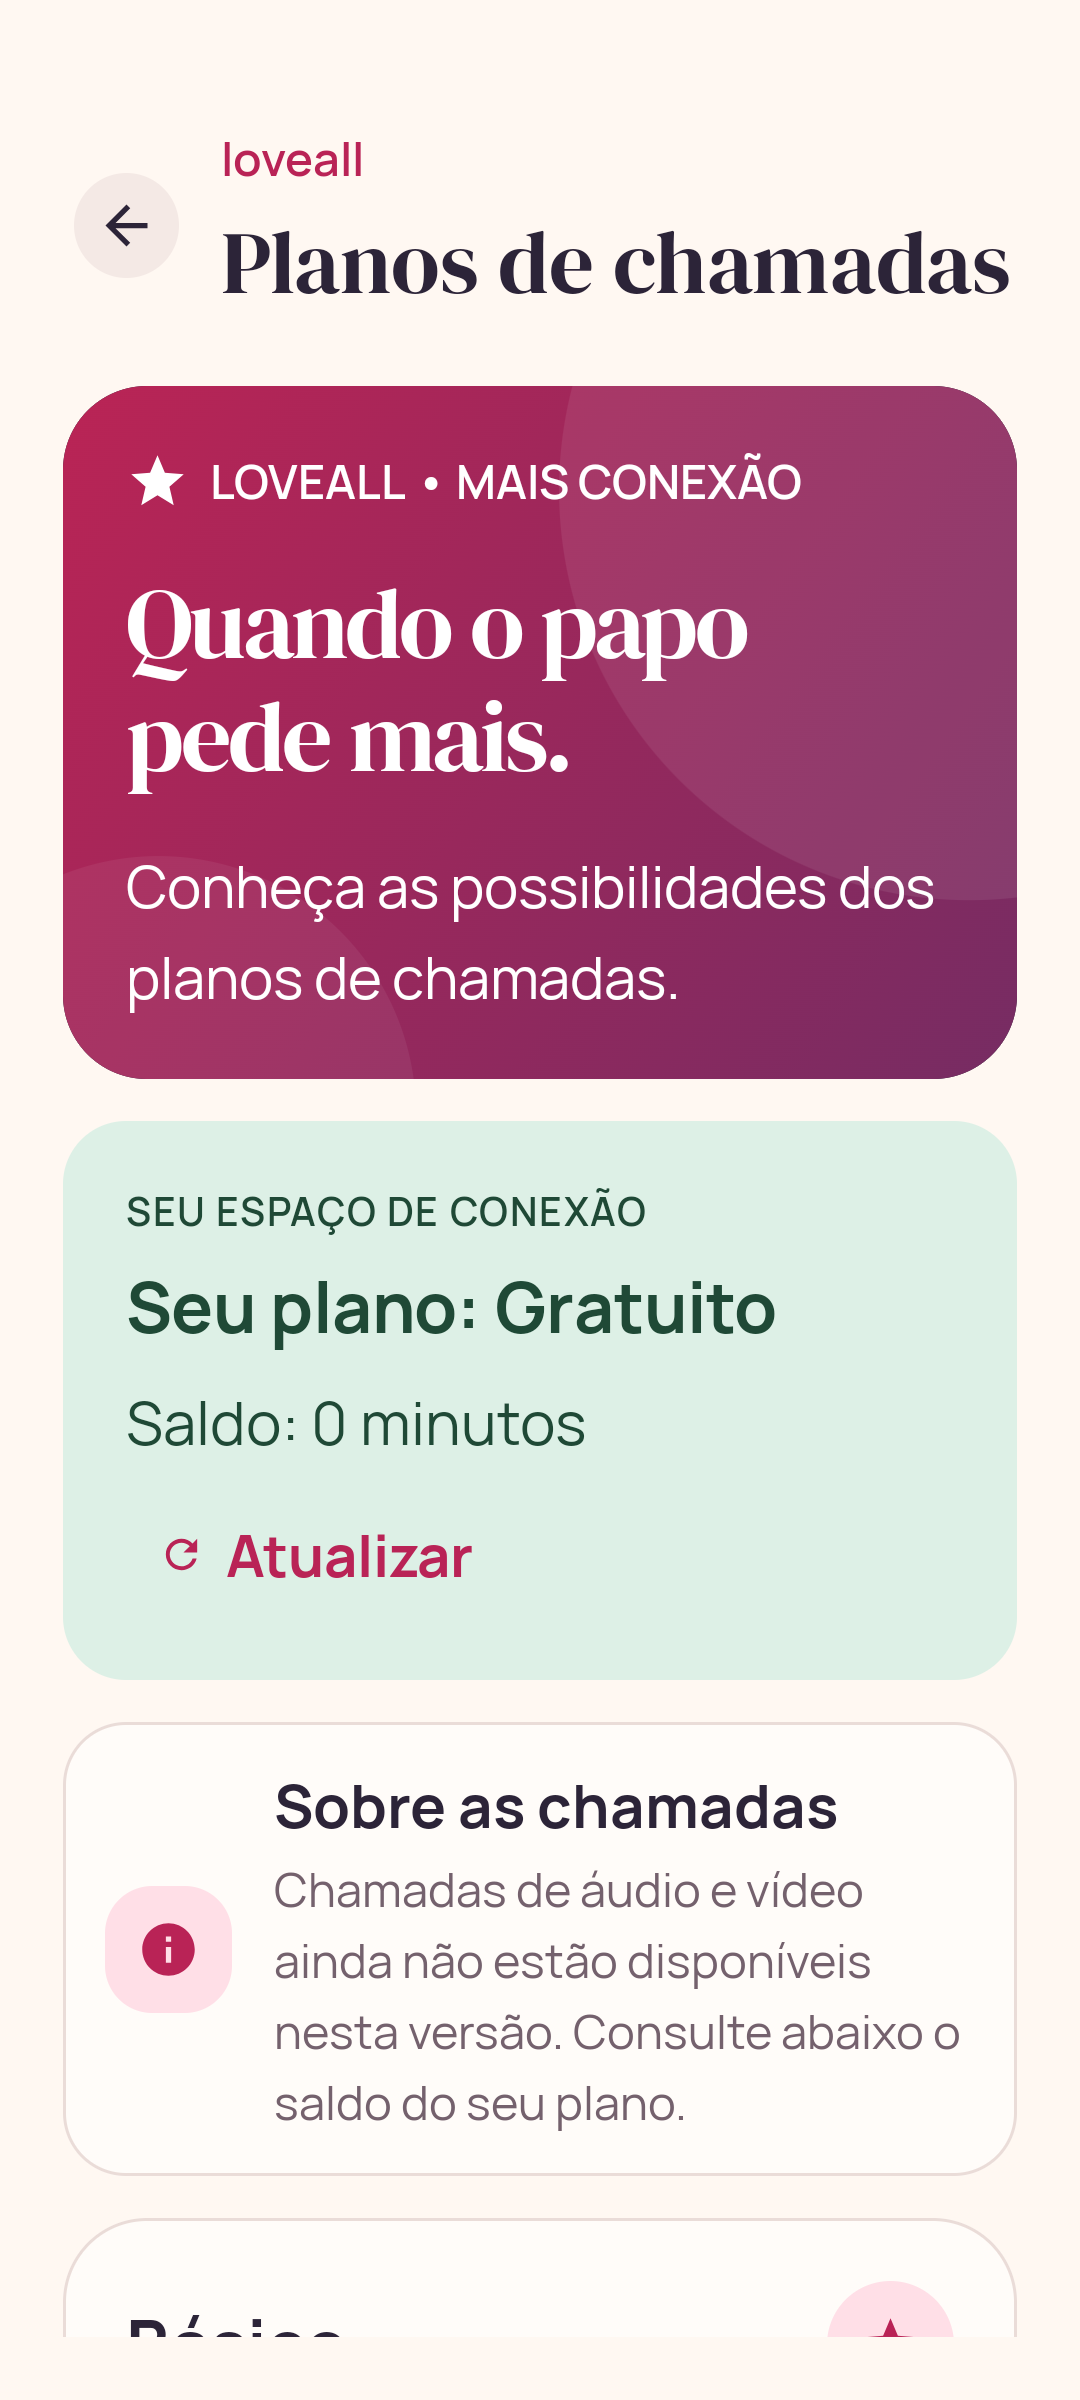 loveall
Planos de chamadas
LOVEALL • MAIS CONEXÃO
Quando o papo
pede mais.
Conheça as possibilidades dos
planos de chamadas.
SEU ESPAÇO DE CONEXÃO
Seu plano: Gratuito
Saldo: 0 minutos
Atualizar
Sobre as chamadas
Chamadas de áudio e vídeo
ainda não estão disponíveis
nesta versão. Consulte abaixo o
saldo do seu plano.